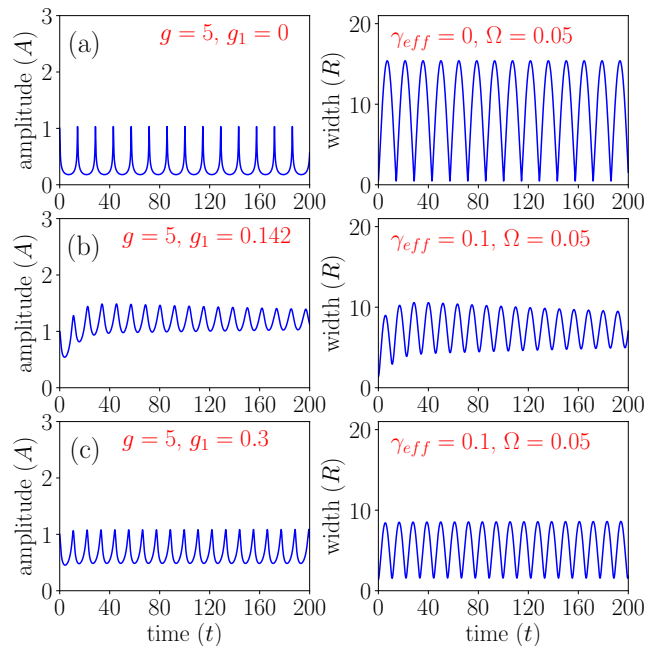 (a)
g = 5, g₁ = 0
amplitude (A)
3
2
1
0
0 40 80 120 160 200
γ_eff = 0, Ω = 0.05
width (R)
20
10
0
0 40 80 120 160 200
(b)
g = 5, g₁ = 0.142
amplitude (A)
3
2
1
0
0 40 80 120 160 200
γ_eff = 0.1, Ω = 0.05
width (R)
20
10
0
0 40 80 120 160 200
(c)
g = 5, g₁ = 0.3
amplitude (A)
3
2
1
0
0 40 80 120 160 200
time (t)
γ_eff = 0.1, Ω = 0.05
width (R)
20
10
0
0 40 80 120 160 200
time (t)